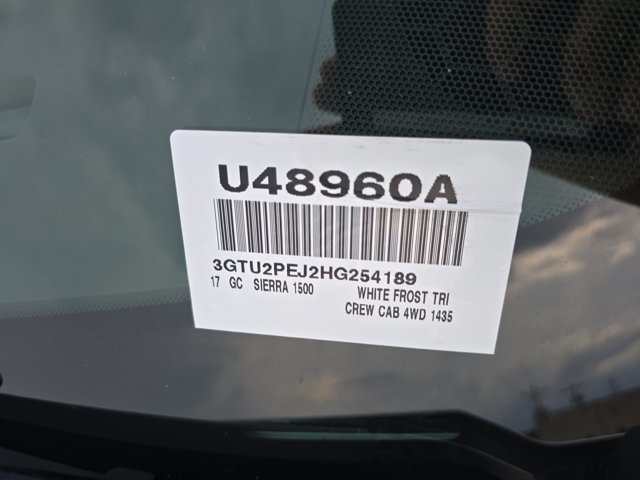 U48960A
3GTU2PEJ2HG254189
17 GC SIERRA 1500 WHITE FROST TRI
CREW CAB 4WD 1435